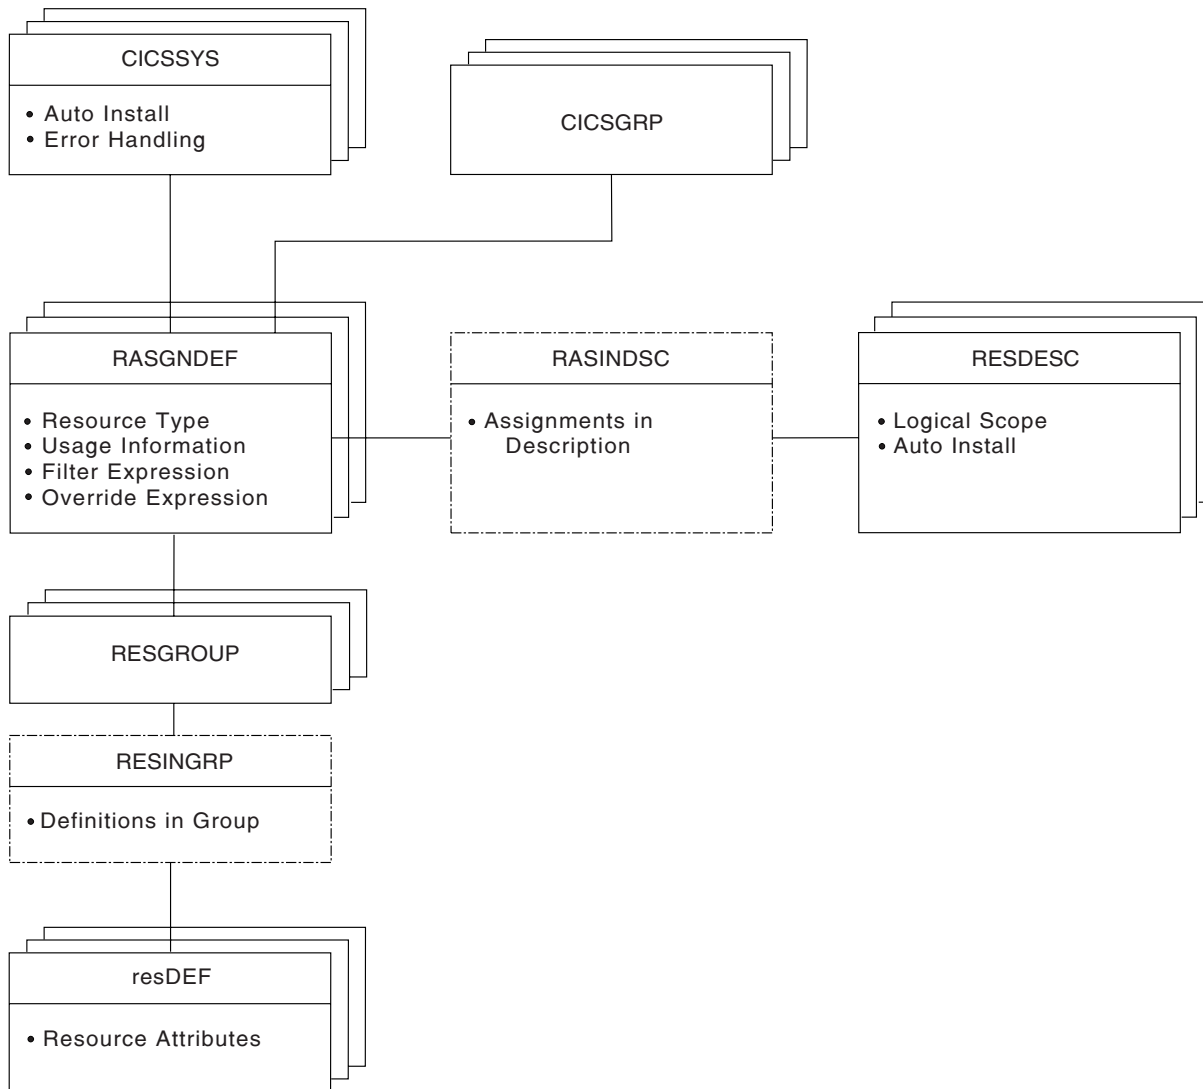 CICSSYS
• Auto Install
• Error Handling
CICSGRP
RASGNDEF
• Resource Type
• Usage Information
• Filter Expression
• Override Expression
RASINDSC
• Assignments in
Description
RESDESC
• Logical Scope
• Auto Install
RESGROUP
RESINGRP
• Definitions in Group
resDEF
• Resource Attributes